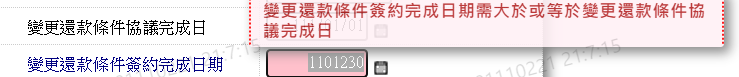 變更還款條件簽約完成日期需大於或等於變更還款條件協
議完成日
變更還款條件協議完成日
變更還款條件簽約完成日期 1101230